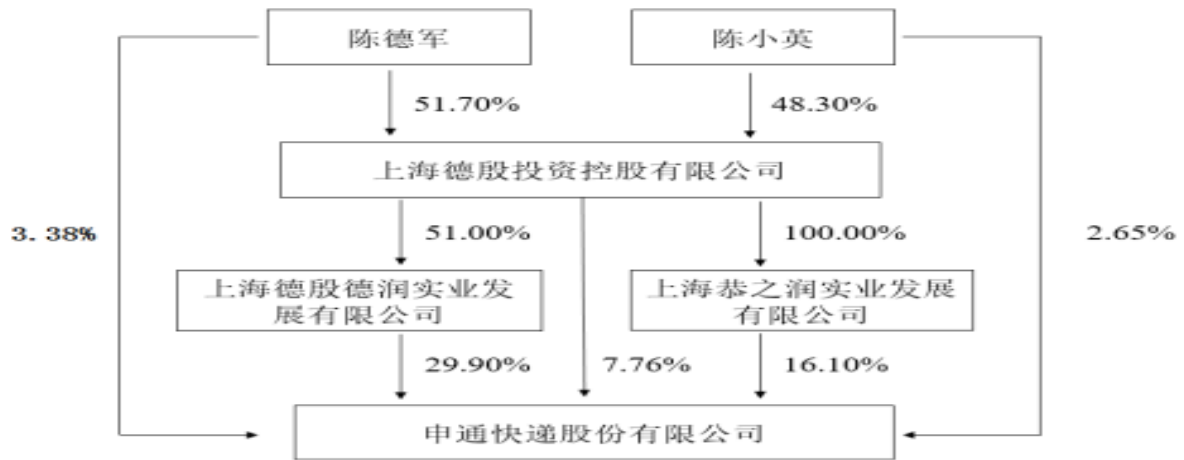 陈德军
陈小英
51.70%
48.30%
上海德殷投资控股有限公司
3.38%
51.00%
100.00%
2.65%
上海德殷德润实业发
展有限公司
上海恭之润实业发展
有限公司
29.90%
7.76%
16.10%
申通快递股份有限公司